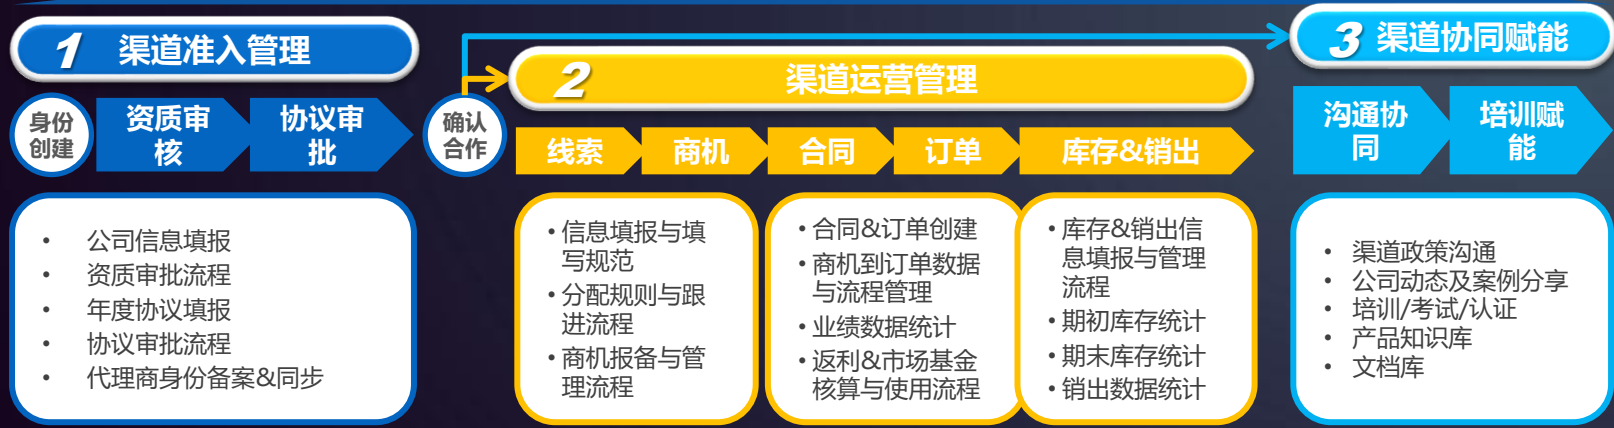 1 渠道准入管理
身份
创建
资质审
核
协议审
批
• 公司信息填报
• 资质审批流程
• 年度协议填报
• 协议审批流程
• 代理商身份备案&同步
确认
合作
2 渠道运营管理
线索
商机
合同
订单
库存&销出
• 信息填报与填
写规范
• 分配规则与跟
进流程
• 商机报备与管
理流程
• 合同&订单创建
• 商机到订单数据
与流程管理
• 业绩数据统计
• 返利&市场基金
核算与使用流程
• 库存&销出信
息填报与管理
流程
• 期初库存统计
• 期末库存统计
• 销出数据统计
3 渠道协同赋能
沟通协
同
培训赋
能
• 渠道政策沟通
• 公司动态及案例分享
• 培训/考试/认证
• 产品知识库
• 文档库